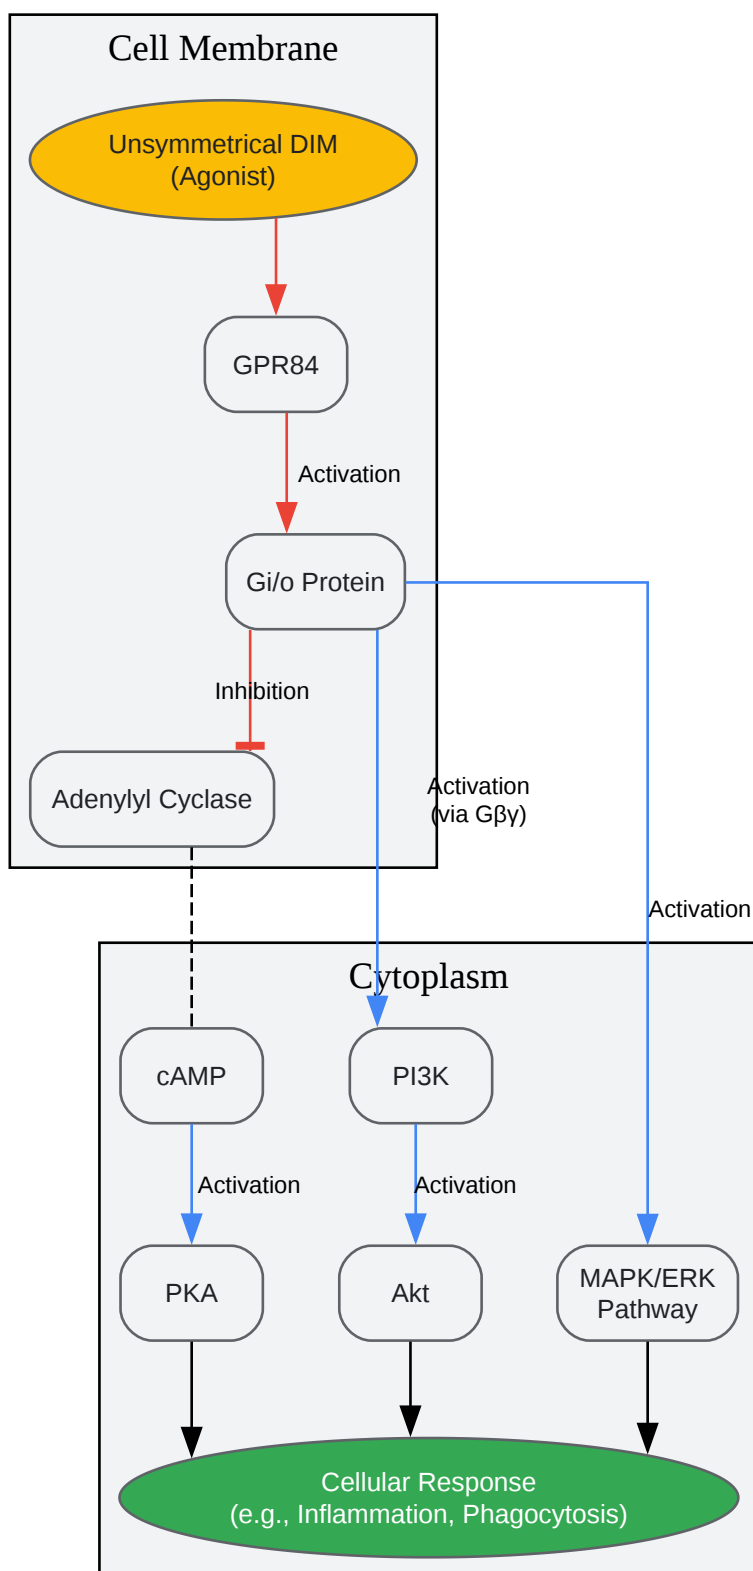 Cell Membrane
Unsymmetrical DIM
(Agonist)
GPR84
Activation
Gi/o Protein
Inhibition
Adenylyl Cyclase
Activation
(via Gβγ)
Activation
Cytoplasm
cAMP
PI3K
Activation
Activation
PKA
Akt
MAPK/ERK
Pathway
Cellular Response
(e.g., Inflammation, Phagocytosis)